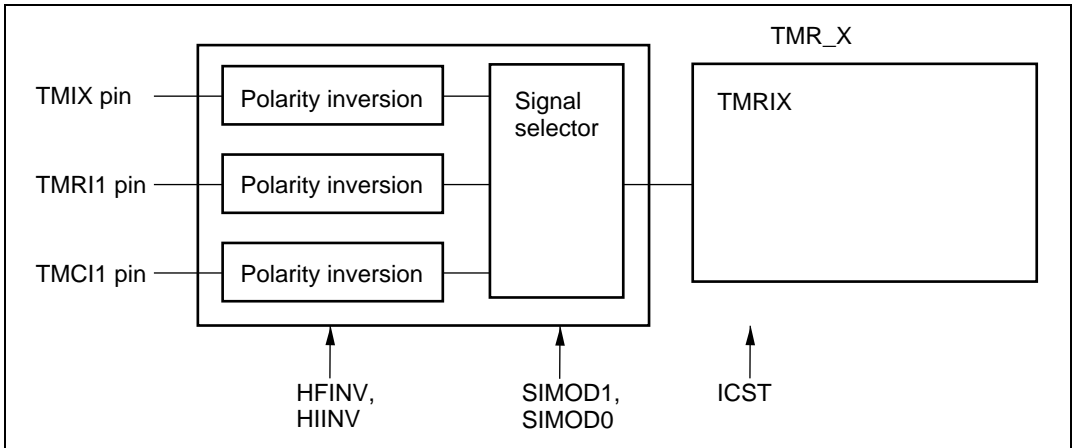 TMR_X
TMIX pin
Polarity inversion
Signal
selector
TMRIX
TMRI1 pin
Polarity inversion
TMCI1 pin
Polarity inversion
HFINV,
HIINV
SIMOD1,
SIMOD0
ICST